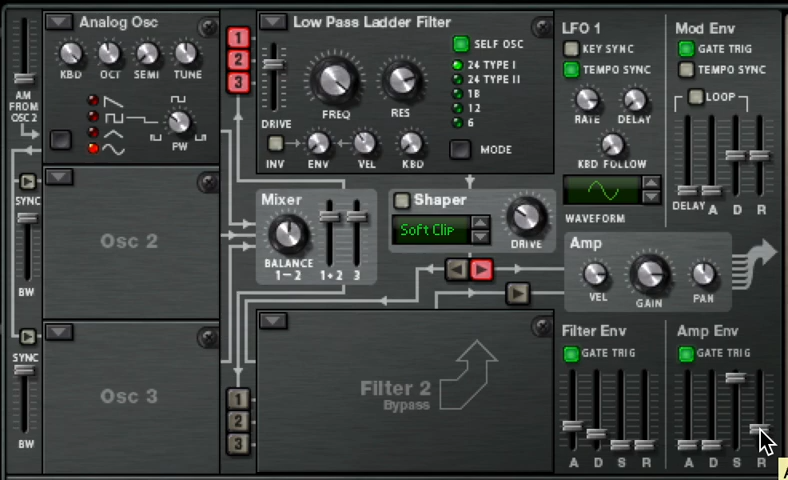 Analog Osc
KBD OCT SEMI TUNE
PW
AM
FROM
OSC 2
SYNC
BW
Osc 2
SYNC
BW
Osc 3
1
2
3
Low Pass Ladder Filter
DRIVE
FREQ
RES
SELF OSC
24 TYPE I
24 TYPE II
18
12
6
MODE
INV ENV VEL KBD
Mixer
BALANCE
1–2
1+2 3
Shaper
Soft Clip
DRIVE
1
2
3
Filter 2
Bypass
LFO 1
KEY SYNC
TEMPO SYNC
RATE DELAY
KBD FOLLOW
WAVEFORM
Mod Env
GATE TRIG
TEMPO SYNC
LOOP
DELAY A D R
Amp
VEL GAIN PAN
Filter Env
GATE TRIG
A D S R
Amp Env
GATE TRIG
A D S R